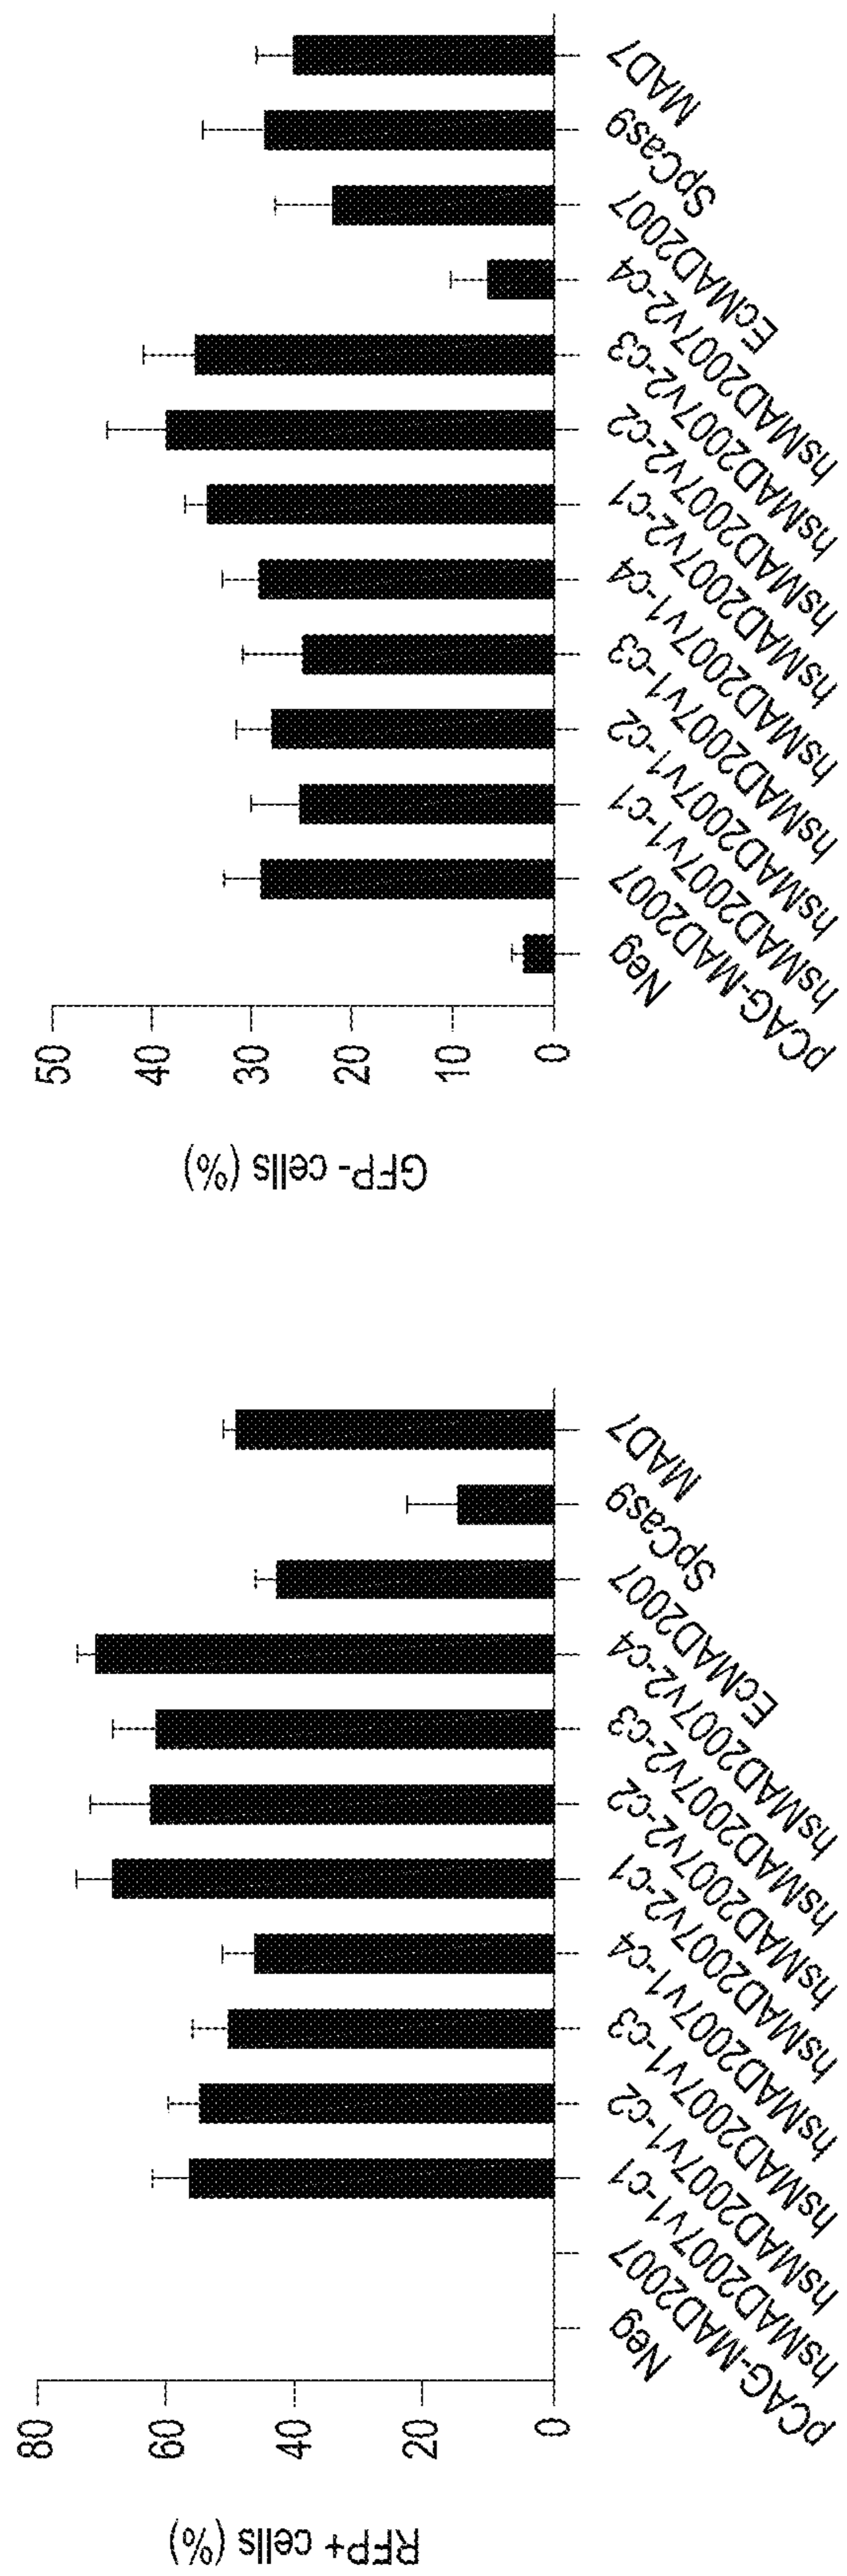 RFP+ cells (%)
80
60
40
20
0
Neg
pCAG-MAD2007
hsMAD2007v1-c1
hsMAD2007v1-c2
hsMAD2007v1-c3
hsMAD2007v1-c4
hsMAD2007v2-c1
hsMAD2007v2-c2
hsMAD2007v2-c3
hsMAD2007v2-c4
EcMAD2007
SpCas9
MAD7
GFP- cells (%)
50
40
30
20
10
0
Neg
pCAG-MAD2007
hsMAD2007v1-c1
hsMAD2007v1-c2
hsMAD2007v1-c3
hsMAD2007v1-c4
hsMAD2007v2-c1
hsMAD2007v2-c2
hsMAD2007v2-c3
hsMAD2007v2-c4
EcMAD2007
SpCas9
MAD7